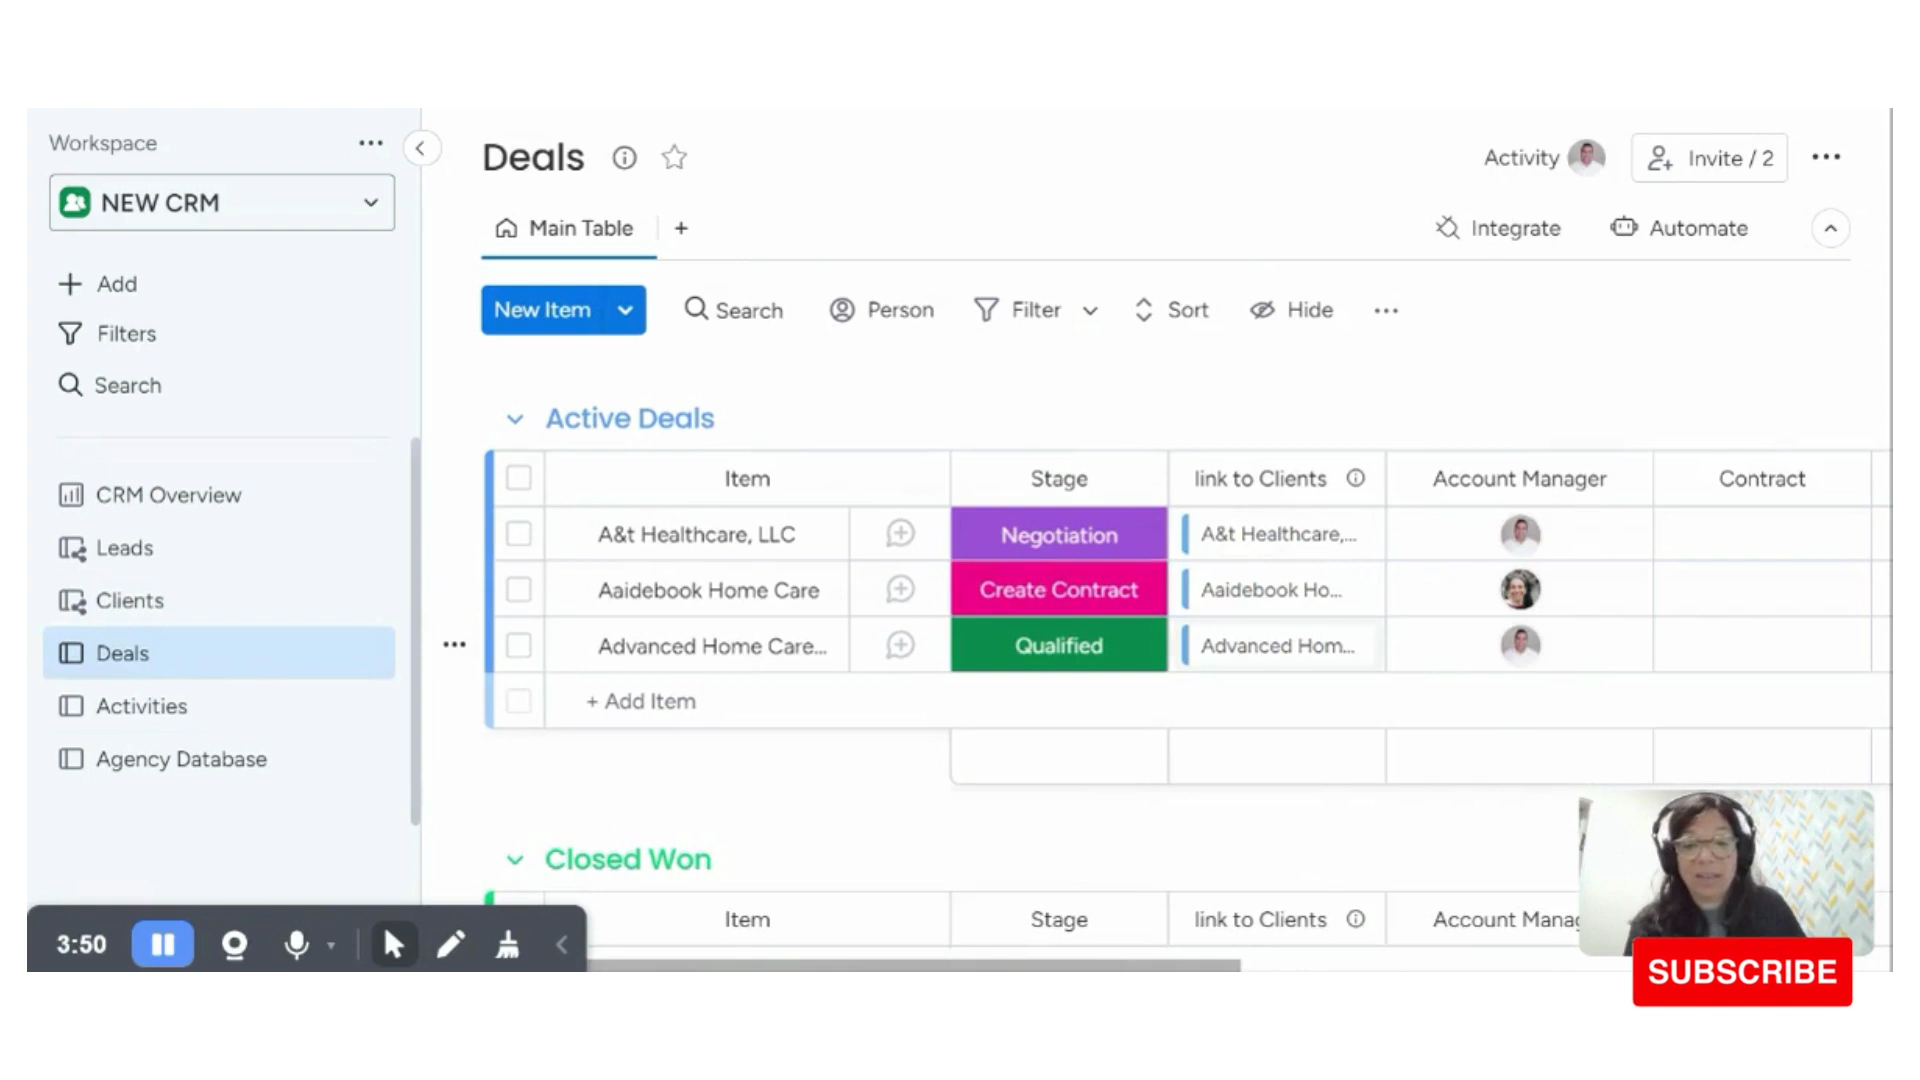 Workspace
NEW CRM
Add
Filters
Search
CRM Overview
Leads
Clients
Deals
Activities
Agency Database
Deals
Activity
Invite / 2
Main Table
+
Integrate
Automate
New Item
Search
Person
Filter
Sort
Hide
Active Deals
Item Stage link to Clients Account Manager Contract
A&t Healthcare, LLC Negotiation A&t Healthcare,...
Aaidebook Home Care Create Contract Aaidebook Ho...
Advanced Home Care... Qualified Advanced Hom...
+ Add Item
Closed Won
Item Stage link to Clients Account Manag
3:50
SUBSCRIBE